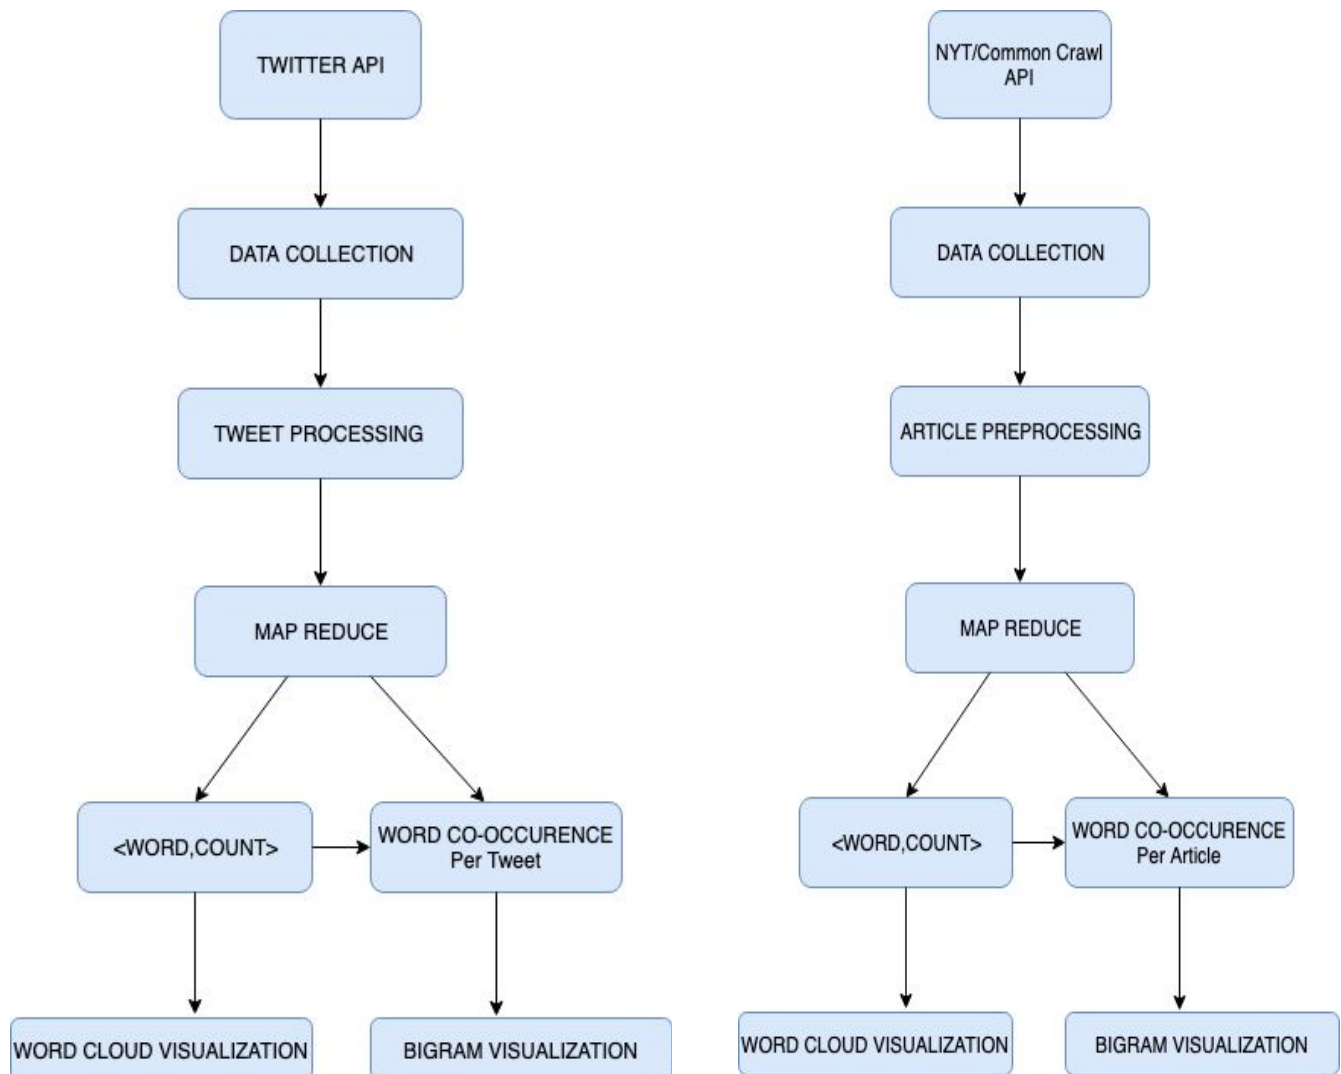 TWITTER API
DATA COLLECTION
TWEET PROCESSING
MAP REDUCE
<WORD,COUNT>
WORD CO-OCCURENCE
Per Tweet
WORD CLOUD VISUALIZATION
BIGRAM VISUALIZATION
NYT/Common Crawl
API
DATA COLLECTION
ARTICLE PREPROCESSING
MAP REDUCE
<WORD,COUNT>
WORD CO-OCCURENCE
Per Article
WORD CLOUD VISUALIZATION
BIGRAM VISUALIZATION